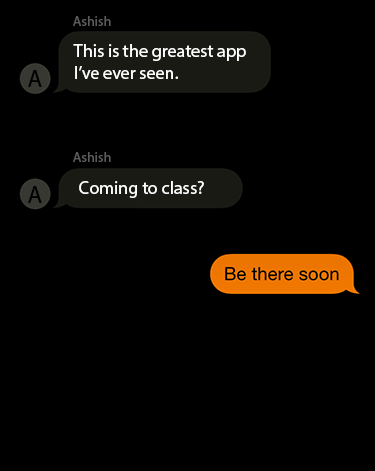 Ashish
This is the greatest app
I've ever seen.
A
Ashish
Coming to class?
A
Be there soon